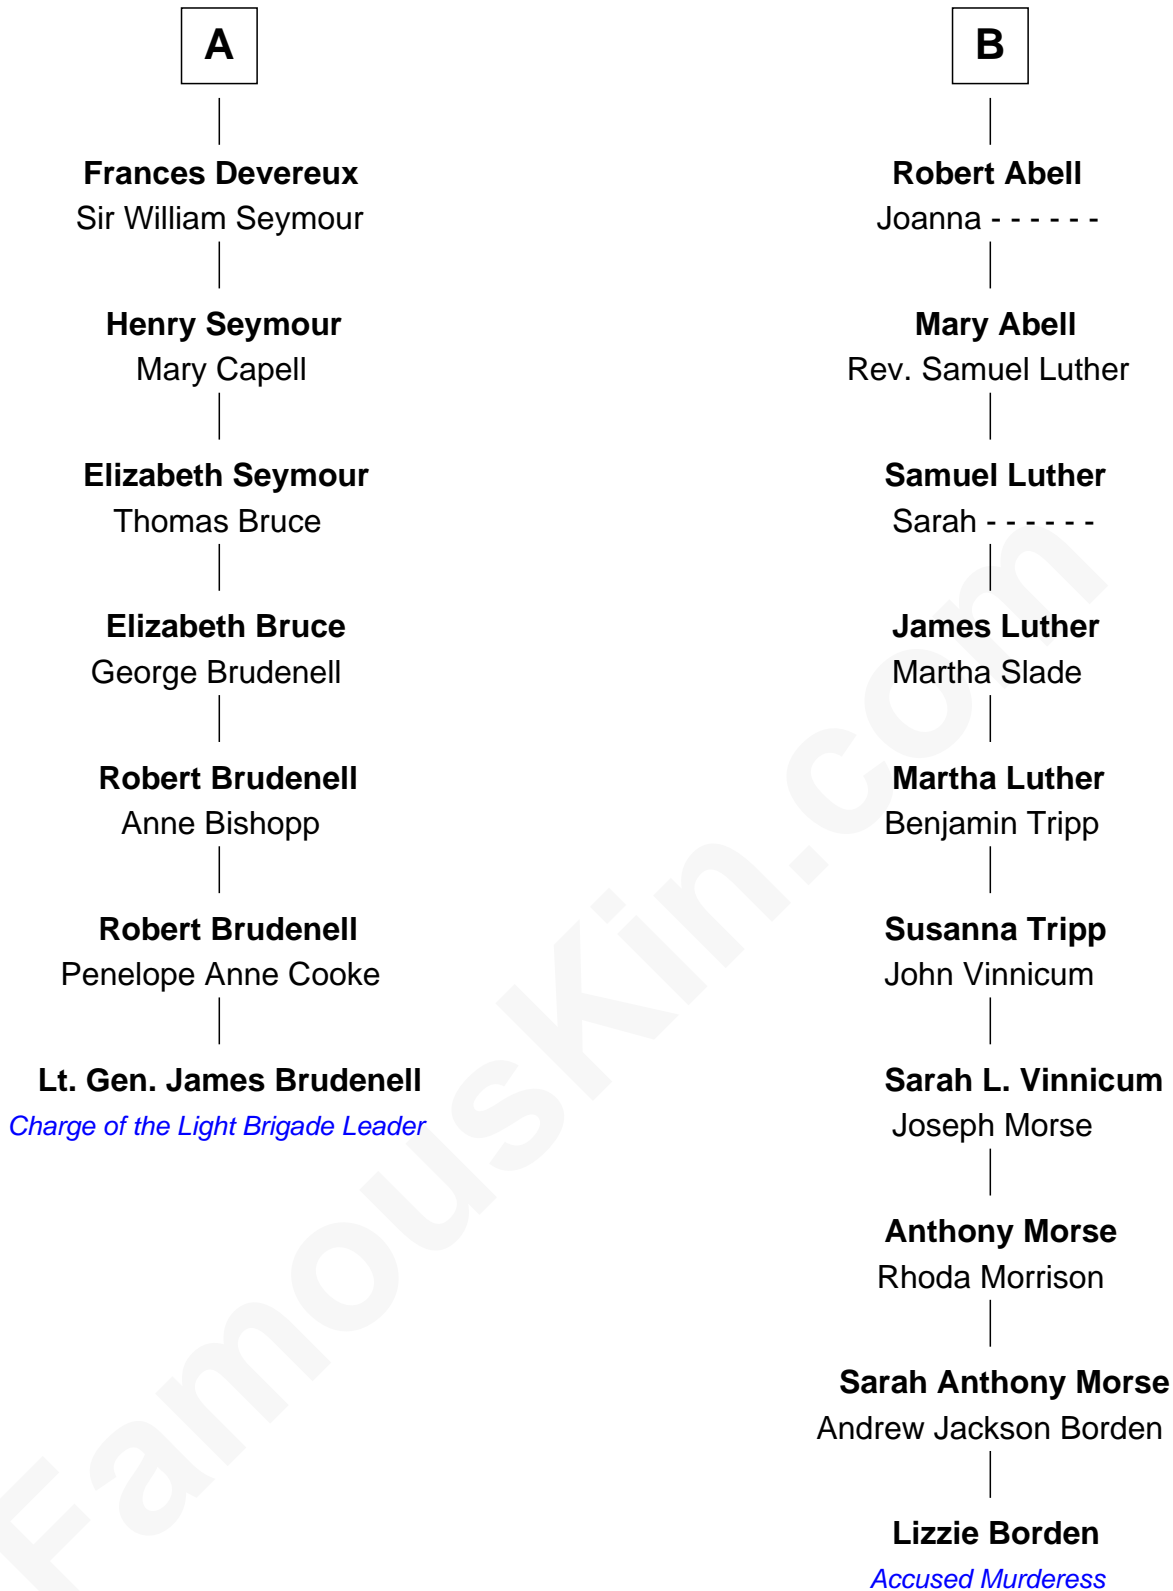 A
Frances Devereux
Sir William Seymour
Henry Seymour
Mary Capell
Elizabeth Seymour
Thomas Bruce
Elizabeth Bruce
George Brudenell
Robert Brudenell
Anne Bishopp
Robert Brudenell
Penelope Anne Cooke
Lt. Gen. James Brudenell
Charge of the Light Brigade Leader
B
Robert Abell
Joanna - - - - - -
Mary Abell
Rev. Samuel Luther
Samuel Luther
Sarah - - - - - -
James Luther
Martha Slade
Martha Luther
Benjamin Tripp
Susanna Tripp
John Vinnicum
Sarah L. Vinnicum
Joseph Morse
Anthony Morse
Rhoda Morrison
Sarah Anthony Morse
Andrew Jackson Borden
Lizzie Borden
Accused Murderess
FamousKin.com